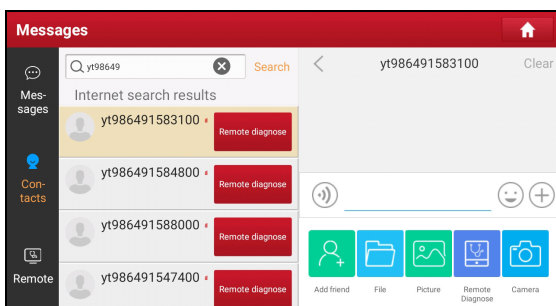 Messages
Mes-
sages
Con-
tacts
Remote
yt98649
Search
Internet search results
yt986491583100
Remote diagnose
yt986491584800
Remote diagnose
yt986491588000
Remote diagnose
yt986491547400
Remote diagnose
yt986491583100
Clear
Add friend
File
Picture
Remote
Diagnose
Camera